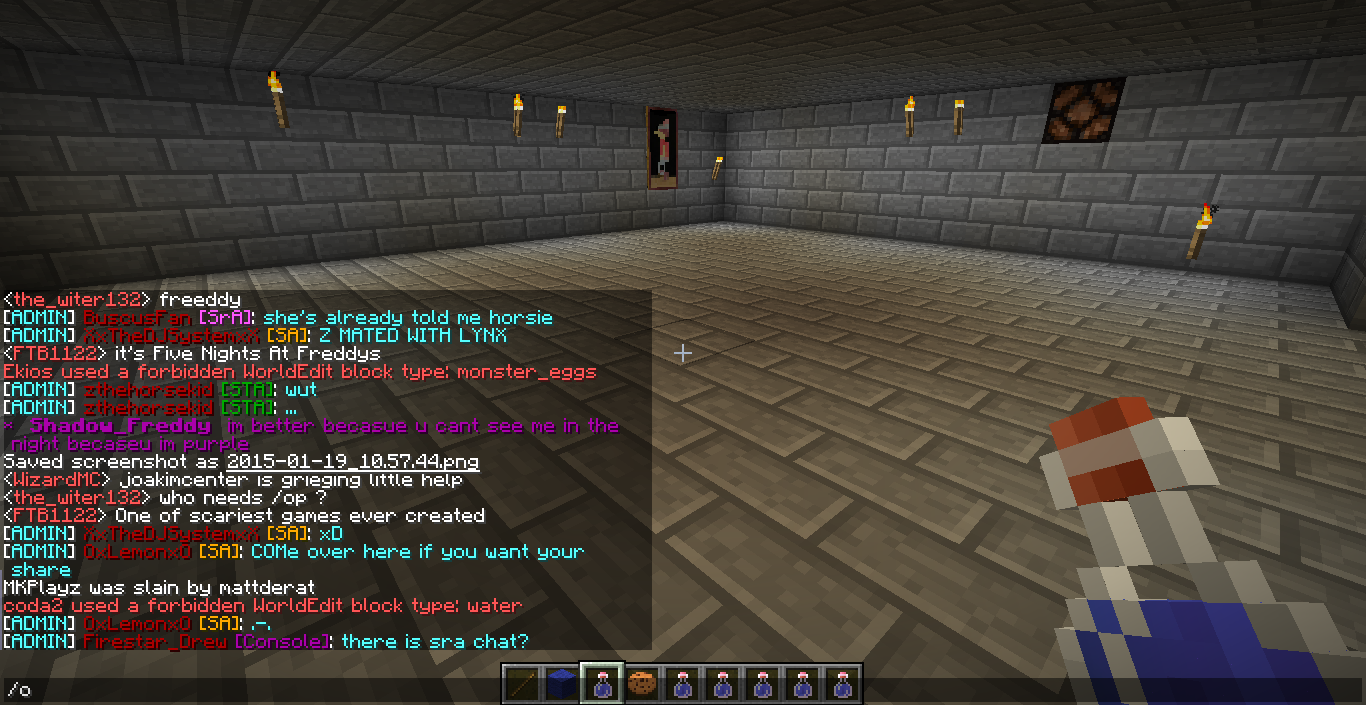 <the_witer132> freeddy
[ADMIN] BuscusFan [SrA]: she's already told me horsie
[ADMIN] XxTheDJSystemxX [SA]: Z MATED WITH LYNX
<FTB1122> it's Five Nights At Freddys
Ekios used a forbidden WorldEdit block type: monster_eggs
[ADMIN] zthehorsekid [STA]: wut
[ADMIN] zthehorsekid [STA]: ...
* Shadow_Freddy im better becasue u cant see me in the
night becaseu im purple
Saved screenshot as 2015-01-19_10.57.44.png
<WizardMC> joakimcenter is grieging little help
<the_witer132> who needs /op ?
<FTB1122> One of scariest games ever created
[ADMIN] XxTheDJSystemxX [SA]: xD
[ADMIN] 0xLemonx0 [SA]: COMe over here if you want your
share
MKPlayz was slain by mattderat
coda2 used a forbidden WorldEdit block type: water
[ADMIN] 0xLemonx0 [SA]: .-.
[ADMIN] Firestar_Drew [Console]: there is sra chat?
/o